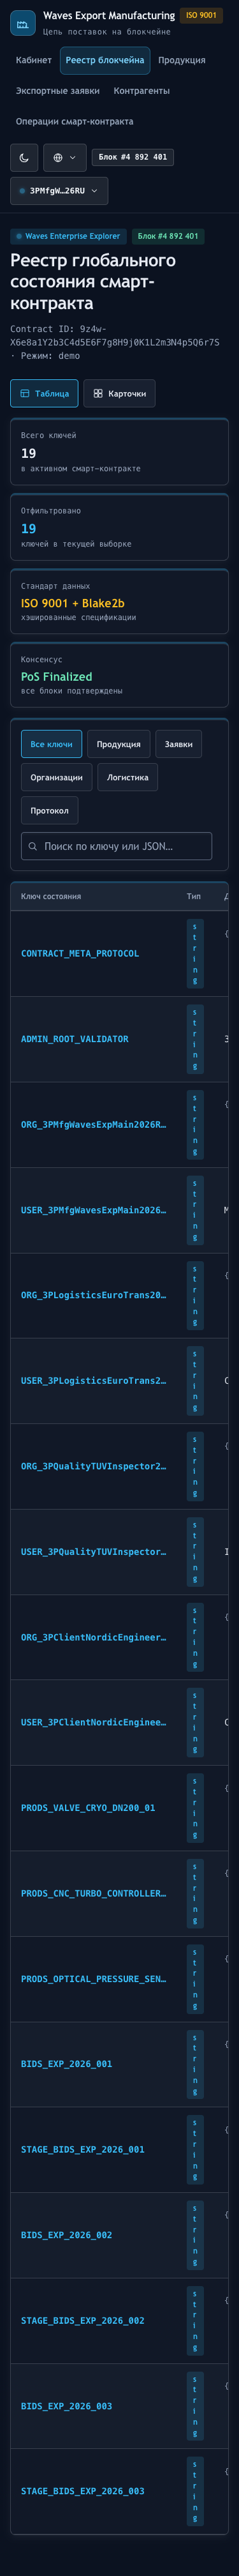 Waves Export Manufacturing
ISO 9001
Цепь поставок на блокчейне
Кабинет
Реестр блокчейна
Продукция
Экспортные заявки
Контрагенты
Операции смарт-контракта
Блок #4 892 401
3PMfgW…26RU
Waves Enterprise Explorer
Блок #4 892 401
Реестр глобального
состояния смарт-
контракта
Contract ID: 9z4w-
X6e8a1Y2b3C4d5E6F7g8H9j0K1L2m3N4p5Q6r7S
· Режим: demo
Таблица
Карточки
Всего ключей
19
в активном смарт-контракте
Отфильтровано
19
ключей в текущей выборке
Стандарт данных
ISO 9001 + Blake2b
хэшированные спецификации
Консенсус
PoS Finalized
все блоки подтверждены
Все ключи
Продукция
Заявки
Организации
Логистика
Протокол
Поиск по ключу или JSON...
Ключ состояния
Тип
CONTRACT_META_PROTOCOL
string
{
ADMIN_ROOT_VALIDATOR
string
3
ORG_3PMfgWavesExpMain2026R…
string
{
USER_3PMfgWavesExpMain2026…
string
ORG_3PLogisticsEuroTrans20…
string
{
USER_3PLogisticsEuroTrans2…
string
ORG_3PQualityTUVInspector2…
string
{
USER_3PQualityTUVInspector…
string
ORG_3PClientNordicEngineer…
string
{
USER_3PClientNordicEnginee…
string
PRODS_VALVE_CRYO_DN200_01
string
{
PRODS_CNC_TURBO_CONTROLLER…
string
{
PRODS_OPTICAL_PRESSURE_SEN…
string
{
BIDS_EXP_2026_001
string
{
STAGE_BIDS_EXP_2026_001
string
{
BIDS_EXP_2026_002
string
{
STAGE_BIDS_EXP_2026_002
string
{
BIDS_EXP_2026_003
string
{
STAGE_BIDS_EXP_2026_003
string
{